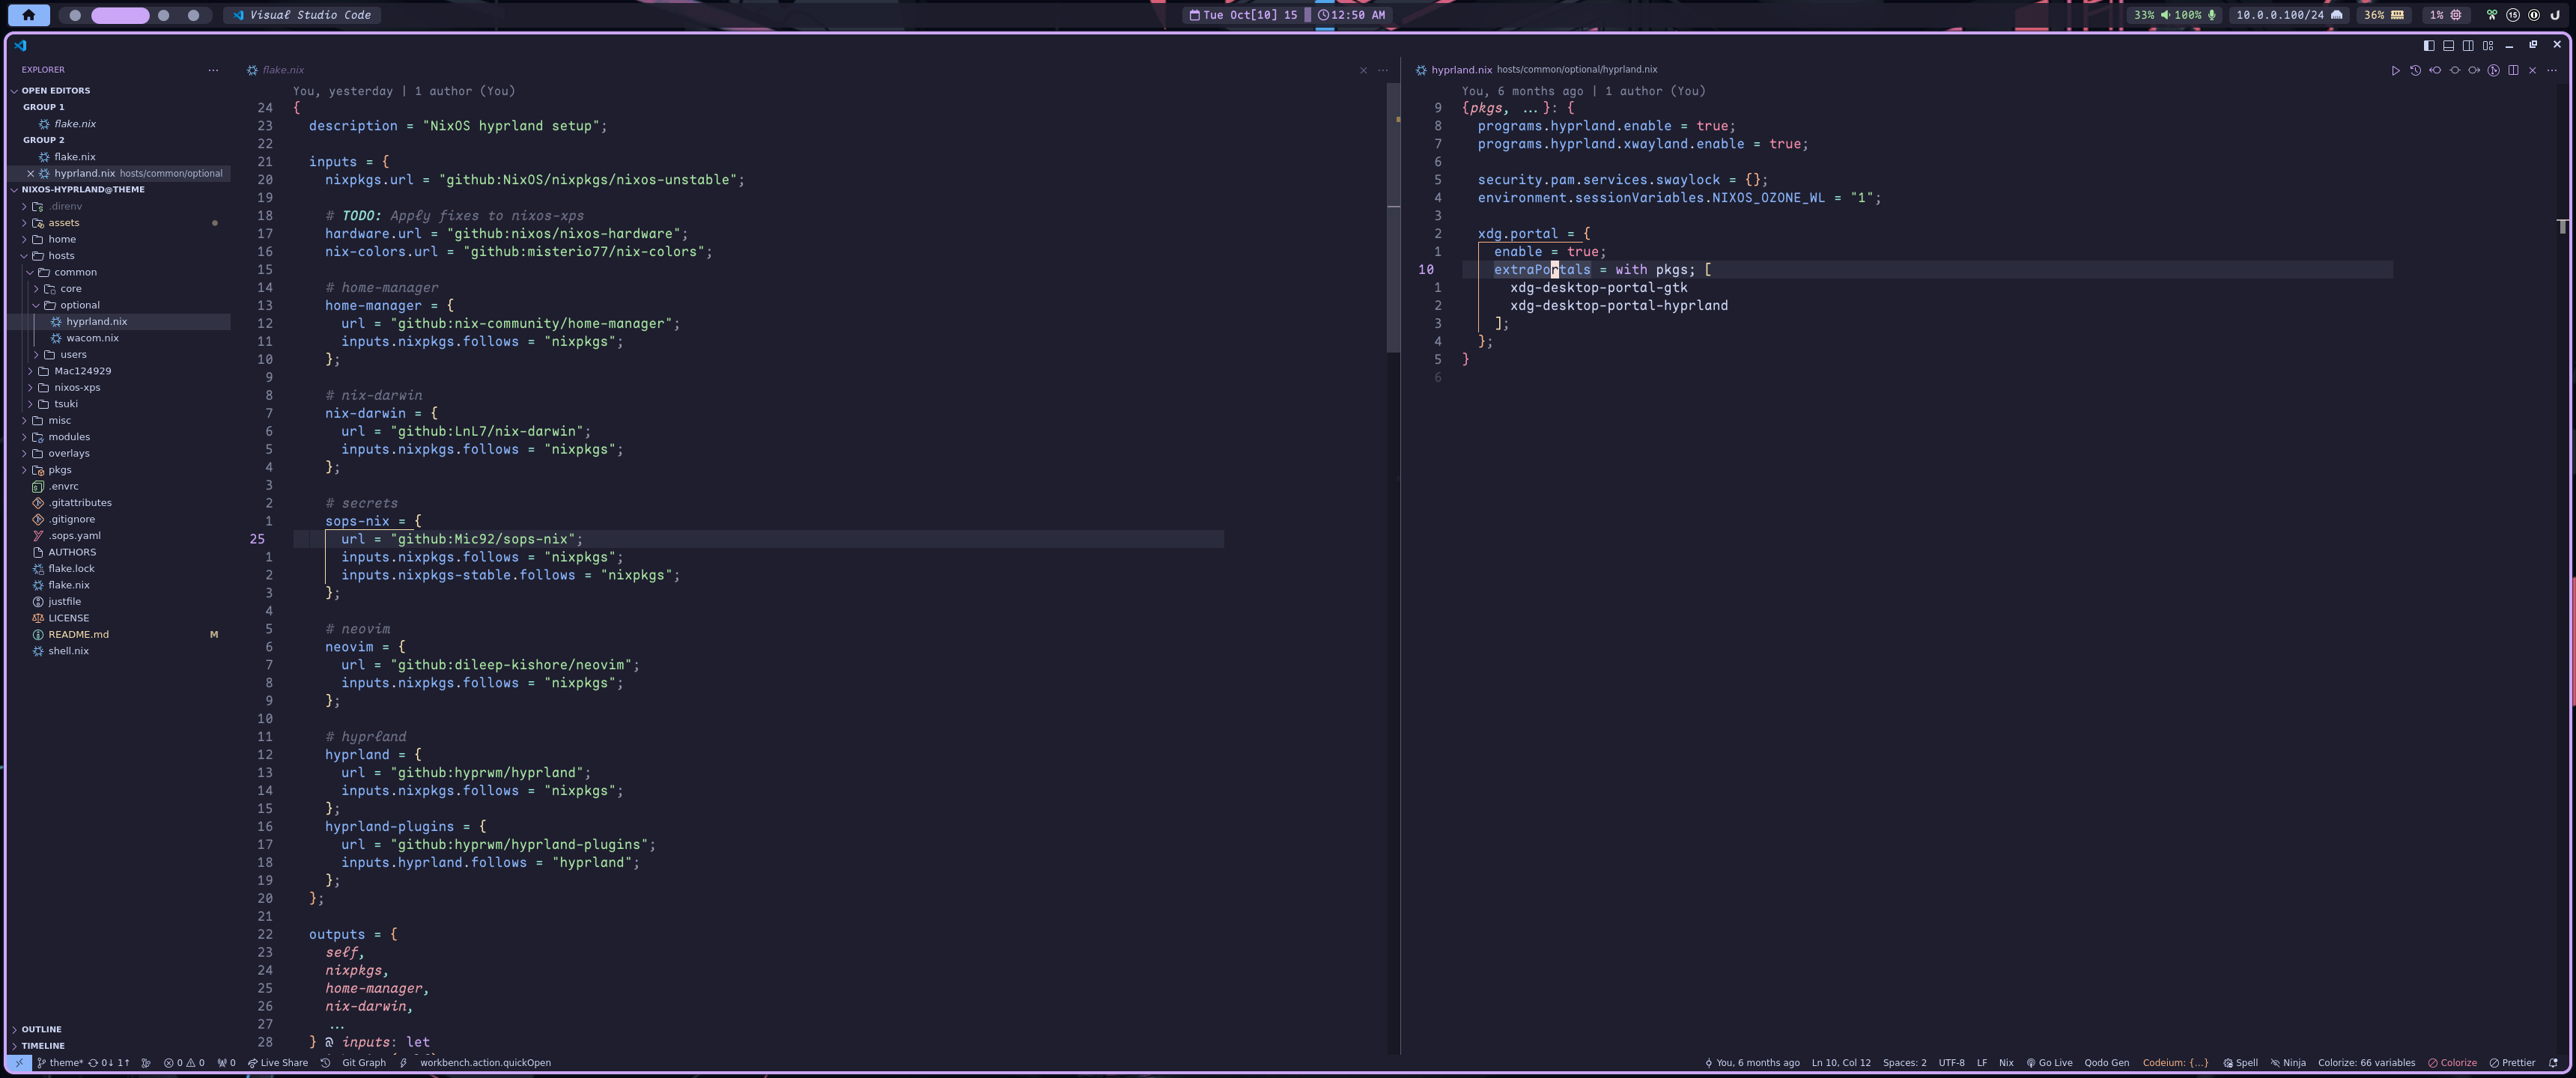 Visual Studio Code
Tue Oct[10] 15
12:50 AM
33% 100%
10.0.0.100/24
36%
1%
15
EXPLORER
OPEN EDITORS
GROUP 1
flake.nix
GROUP 2
flake.nix
hyprland.nix hosts/common/optional
NIXOS-HYPRLAND@THEME
.direnv
assets
home
hosts
common
core
optional
hyprland.nix
wacom.nix
users
Mac124929
nixos-xps
tsuki
misc
modules
overlays
pkgs
.envrc
.gitattributes
.gitignore
.sops.yaml
AUTHORS
flake.lock
flake.nix
justfile
LICENSE
README.md M
shell.nix
OUTLINE
TIMELINE
flake.nix
You, yesterday | 1 author (You)
24 {
23 description = "NixOS hyprland setup";
22
21 inputs = {
20 nixpkgs.url = "github:NixOS/nixpkgs/nixos-unstable";
19
18 # TODO: Apply fixes to nixos-xps
17 hardware.url = "github:nixos/nixos-hardware";
16 nix-colors.url = "github:misterio77/nix-colors";
15
14 # home-manager
13 home-manager = {
12 url = "github:nix-community/home-manager";
11 inputs.nixpkgs.follows = "nixpkgs";
10 };
9
8 # nix-darwin
7 nix-darwin = {
6 url = "github:LnL7/nix-darwin";
5 inputs.nixpkgs.follows = "nixpkgs";
4 };
3
2 # secrets
1 sops-nix = {
25 url = "github:Mic92/sops-nix";
1 inputs.nixpkgs.follows = "nixpkgs";
2 inputs.nixpkgs-stable.follows = "nixpkgs";
3 };
4
5 # neovim
6 neovim = {
7 url = "github:dileep-kishore/neovim";
8 inputs.nixpkgs.follows = "nixpkgs";
9 };
10
11 # hyprland
12 hyprland = {
13 url = "github:hyprwm/hyprland";
14 inputs.nixpkgs.follows = "nixpkgs";
15 };
16 hyprland-plugins = {
17 url = "github:hyprwm/hyprland-plugins";
18 inputs.hyprland.follows = "hyprland";
19 };
20 };
21
22 outputs = {
23 self,
24 nixpkgs,
25 home-manager,
26 nix-darwin,
27 ...
28 } @ inputs: let
hyprland.nix hosts/common/optional/hyprland.nix
You, 6 months ago | 1 author (You)
9 {pkgs, ...}: {
8 programs.hyprland.enable = true;
7 programs.hyprland.xwayland.enable = true;
6
5 security.pam.services.swaylock = {};
4 environment.sessionVariables.NIXOS_OZONE_WL = "1";
3
2 xdg.portal = {
1 enable = true;
10 extraPortals = with pkgs; [
1 xdg-desktop-portal-gtk
2 xdg-desktop-portal-hyprland
3 ];
4 };
5 }
6
theme* 0↓ 1↑ 0 0 0 Live Share Git Graph workbench.action.quickOpen
You, 6 months ago Ln 10, Col 12 Spaces: 2 UTF-8 LF Nix Go Live Qodo Gen Codeium: {...} Spell Ninja Colorize: 66 variables Colorize Prettier